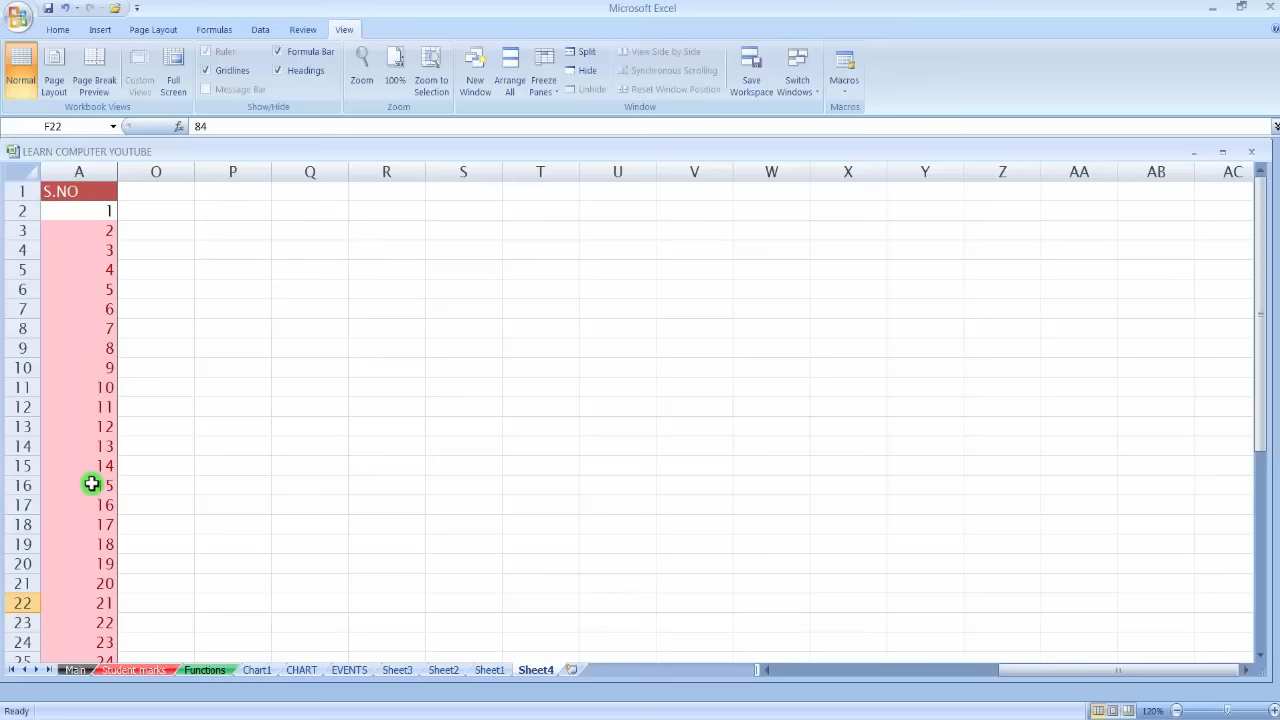 Microsoft Excel
Home Insert Page Layout Formulas Data Review View
Normal Page Layout Page Break Preview Custom Views Full Screen
Workbook Views
Ruler Formula Bar
Gridlines Headings
Message Bar
Show/Hide
Zoom 100% Zoom to Selection
Zoom
New Window Arrange All Freeze Panes
Split
Hide
Unhide
View Side by Side
Synchronous Scrolling
Reset Window Position
Save Workspace Switch Windows
Window
Macros
Macros
F22 fx 84
LEARN COMPUTER YOUTUBE
A O P Q R S T U V W X Y Z AA AB AC
1 S.NO
2 1
3 2
4 3
5 4
6 5
7 6
8 7
9 8
10 9
11 10
12 11
13 12
14 13
15 14
16 5
17 16
18 17
19 18
20 19
21 20
22 21
23 22
24 23
25 24
Main Student marks Functions Chart1 CHART EVENTS Sheet3 Sheet2 Sheet1 Sheet4
Ready 120%